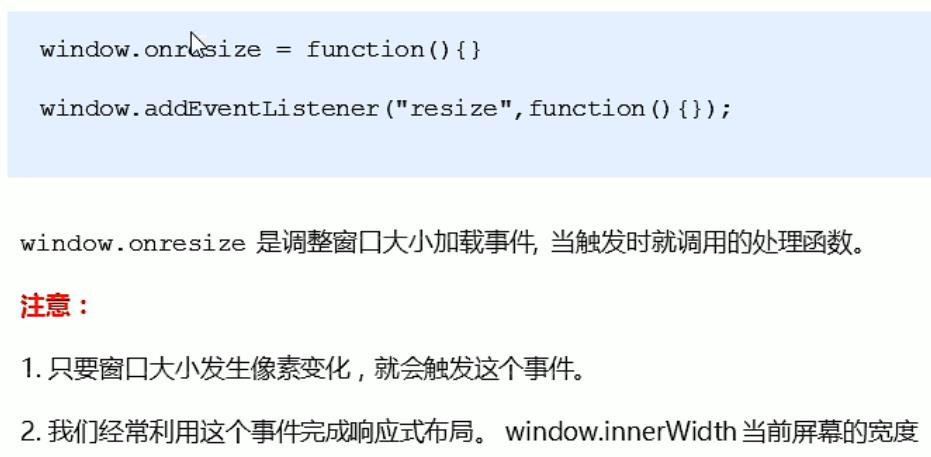 window.onresize = function(){}
window.addEventListener("resize",function(){});
window.onresize 是调整窗口大小加载事件, 当触发时就调用的处理函数。
注意：
1. 只要窗口大小发生像素变化，就会触发这个事件。
2. 我们经常利用这个事件完成响应式布局。 window.innerWidth 当前屏幕的宽度